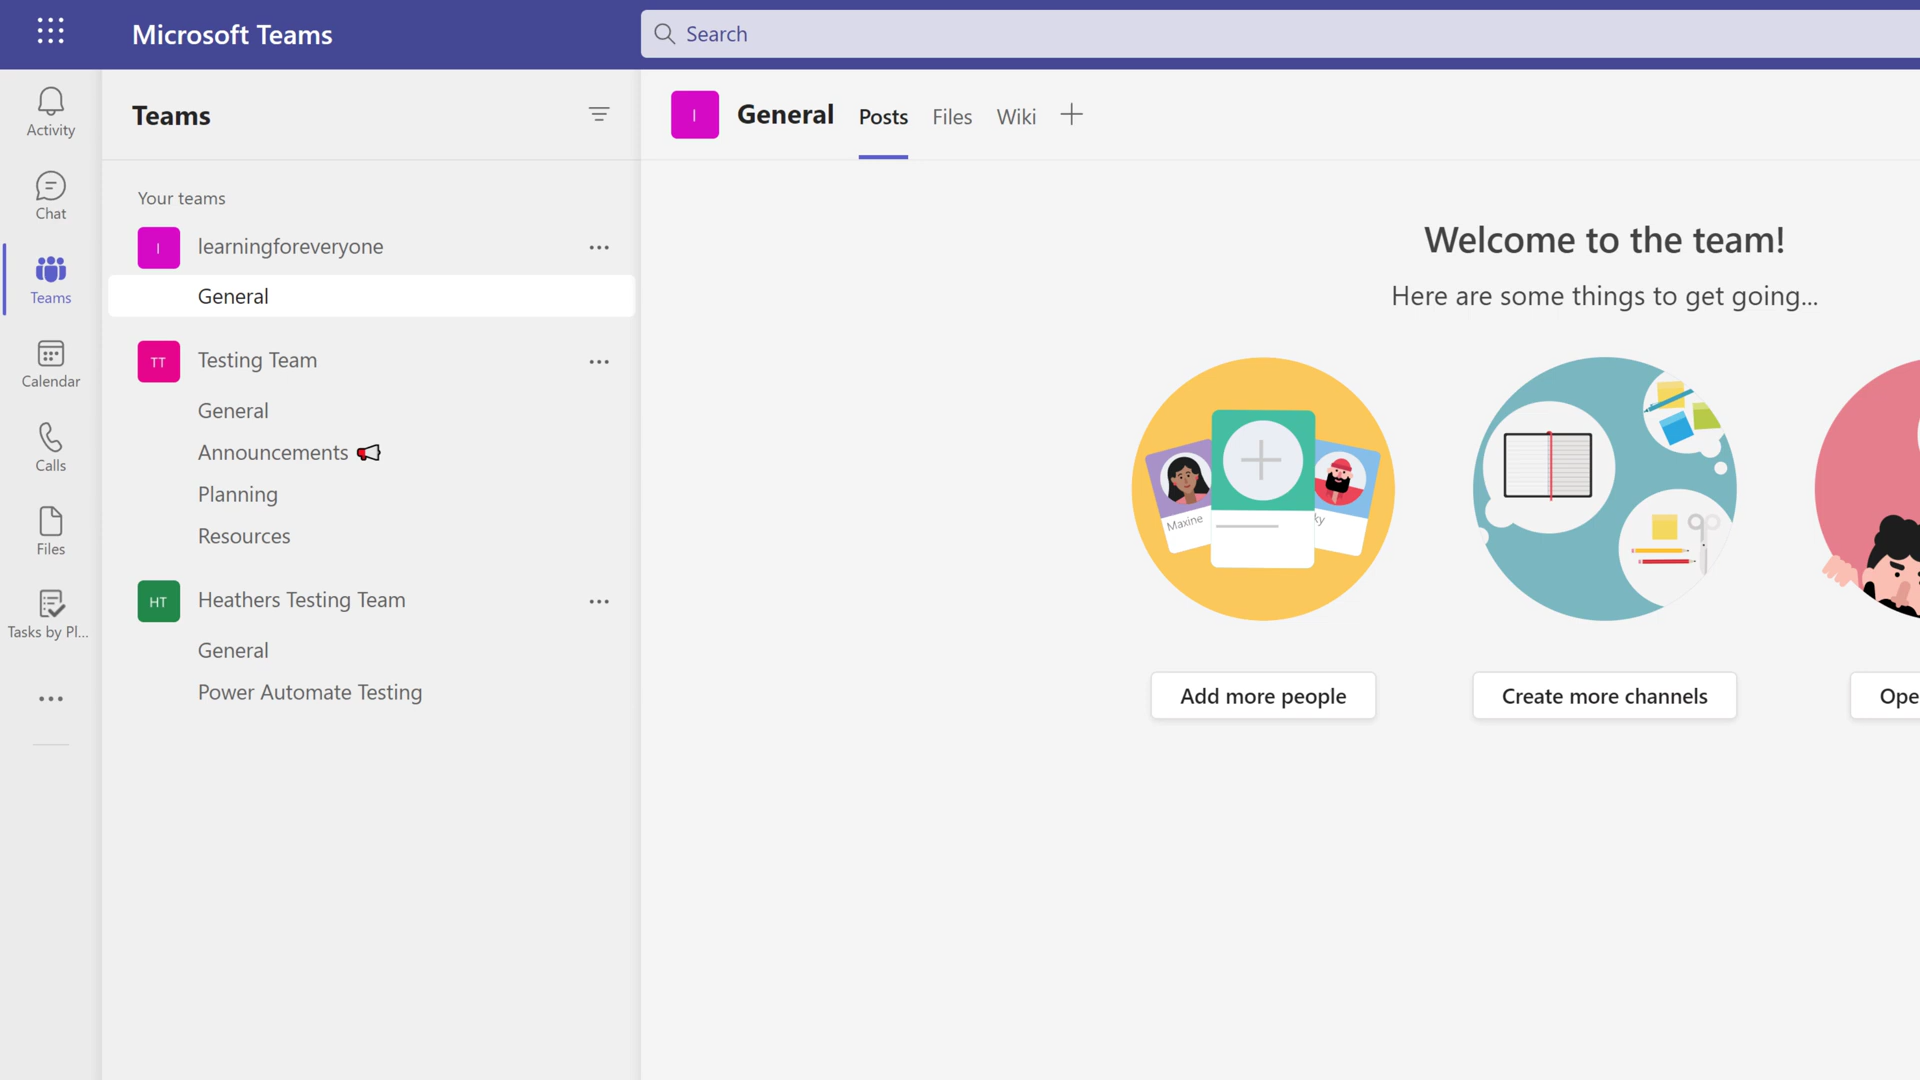 Microsoft Teams
Search
Activity
Chat
Teams
Calendar
Calls
Files
Tasks by Pl...
Teams
Your teams
l
learningforeveryone
General
TT
Testing Team
General
Announcements
Planning
Resources
HT
Heathers Testing Team
General
Power Automate Testing
l
General
Posts
Files
Wiki
Welcome to the team!
Here are some things to get going...
Maxine
ky
Add more people
Create more channels
Ope